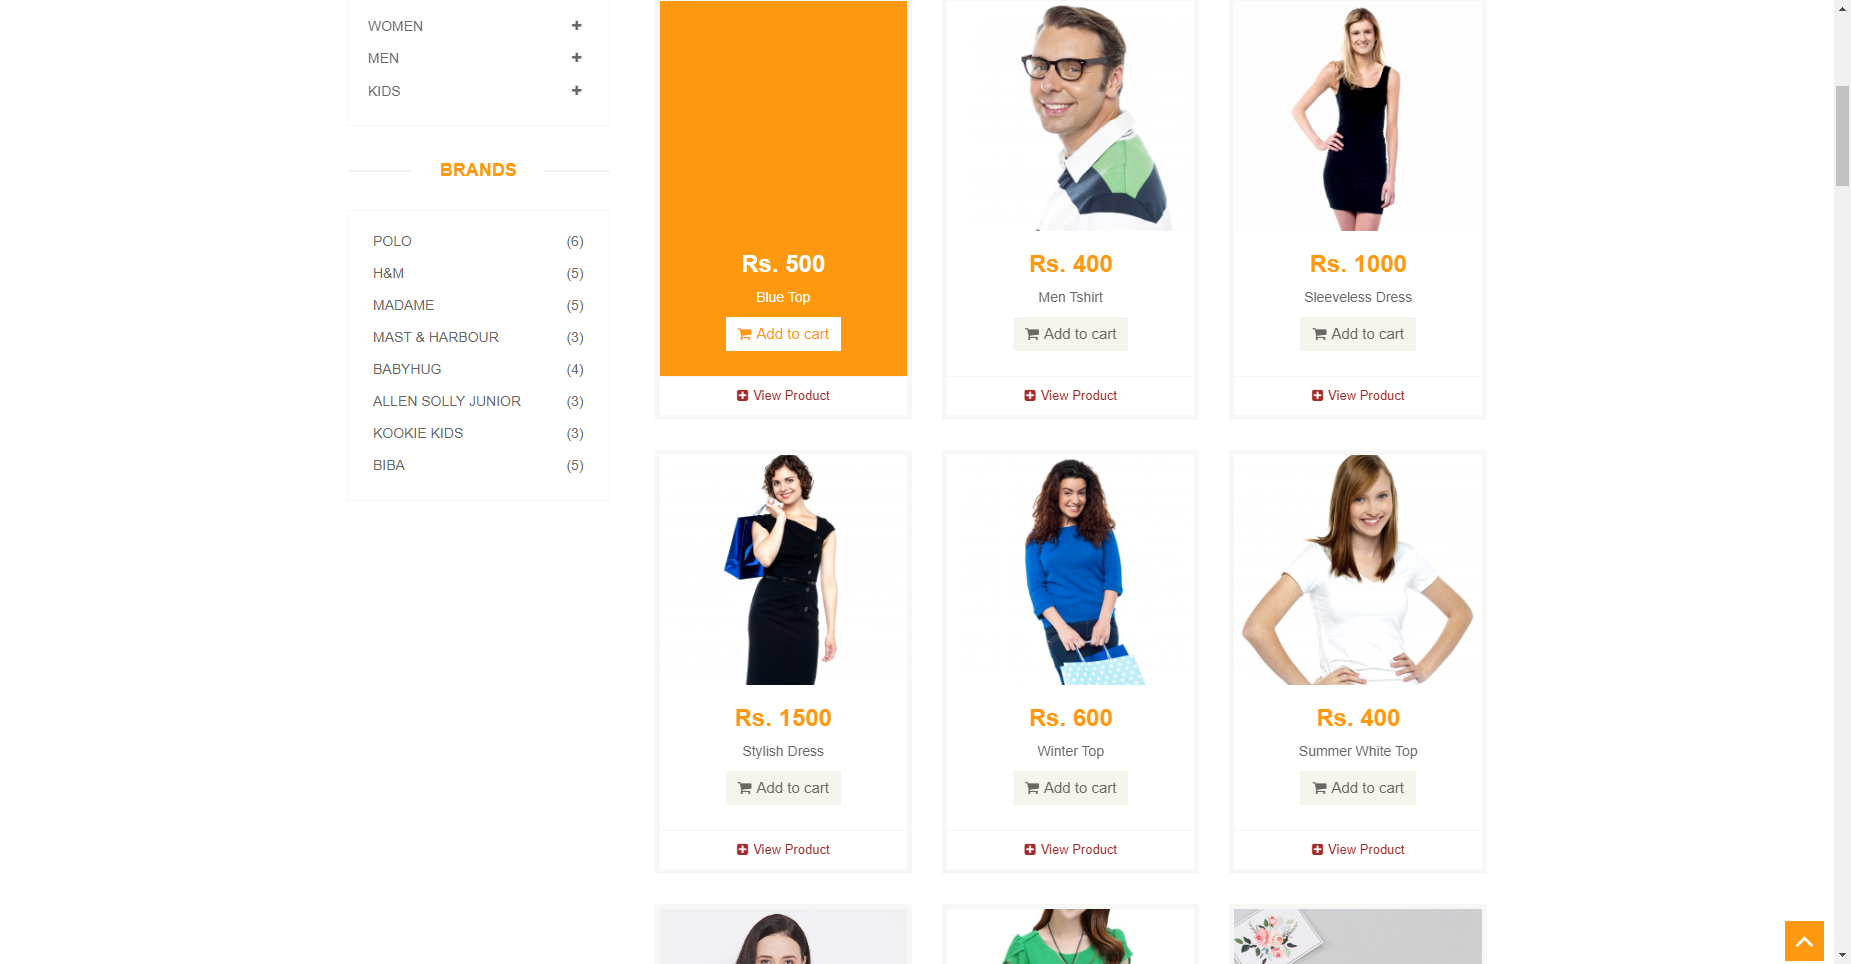 WOMEN
MEN
KIDS
BRANDS
POLO (6)
H&M (5)
MADAME (5)
MAST & HARBOUR (3)
BABYHUG (4)
ALLEN SOLLY JUNIOR (3)
KOOKIE KIDS (3)
BIBA (5)
Rs. 500
Blue Top
Add to cart
View Product
Rs. 400
Men Tshirt
Add to cart
View Product
Rs. 1000
Sleeveless Dress
Add to cart
View Product
Rs. 1500
Stylish Dress
Add to cart
View Product
Rs. 600
Winter Top
Add to cart
View Product
Rs. 400
Summer White Top
Add to cart
View Product